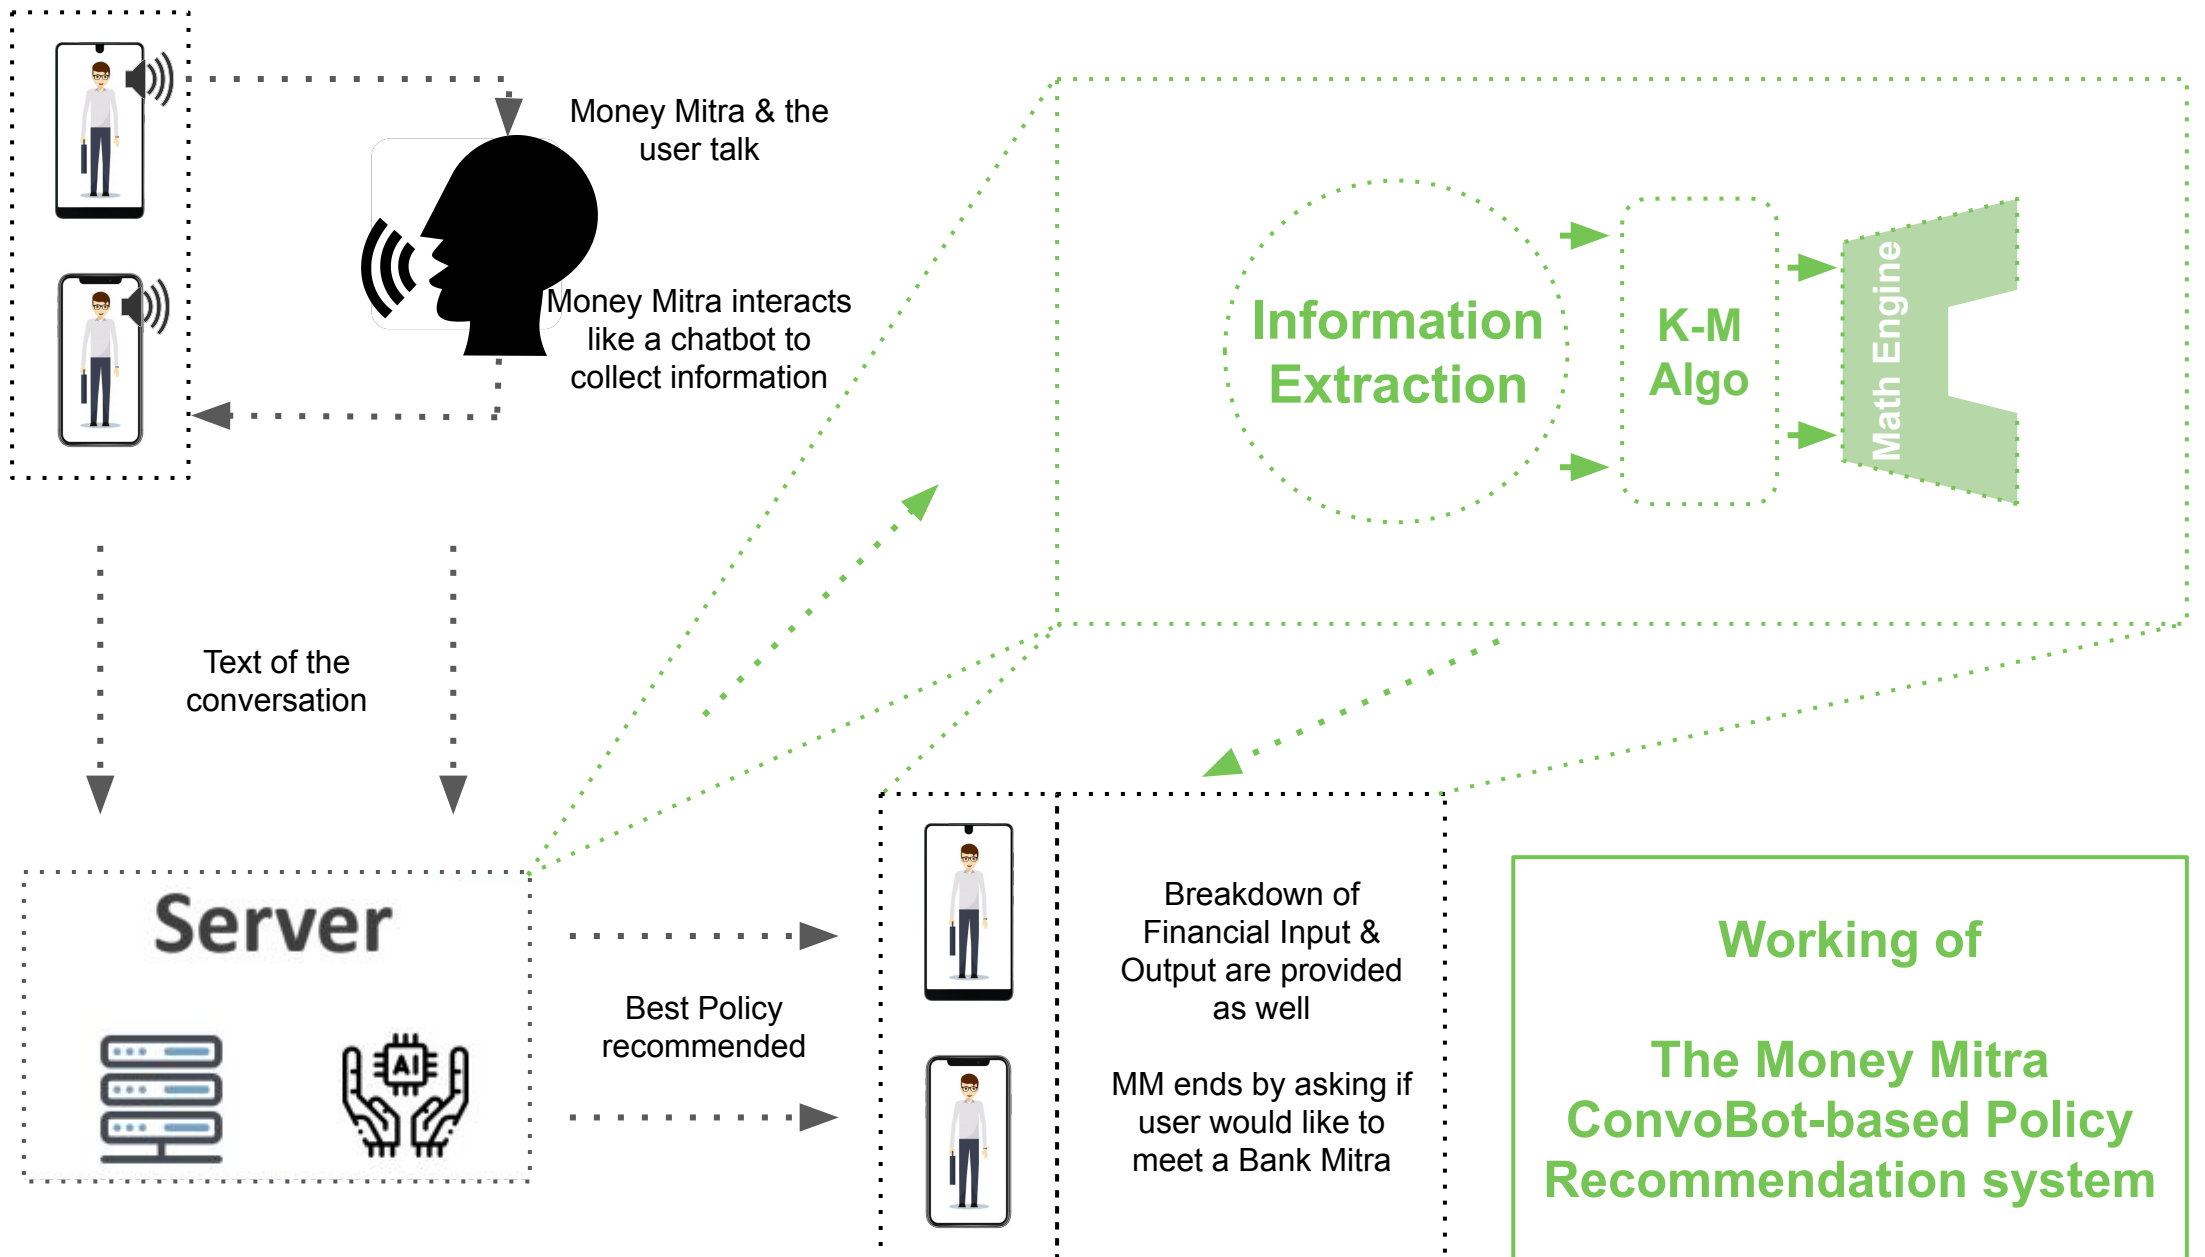 Money Mitra & the
user talk
Money Mitra interacts
like a chatbot to
collect information
Information
Extraction
K-M
Algo
Math Engine
Text of the
conversation
Server
AI
Best Policy
recommended
Breakdown of
Financial Input &
Output are provided
as well
MM ends by asking if
user would like to
meet a Bank Mitra
Working of
The Money Mitra
ConvoBot-based Policy
Recommendation system